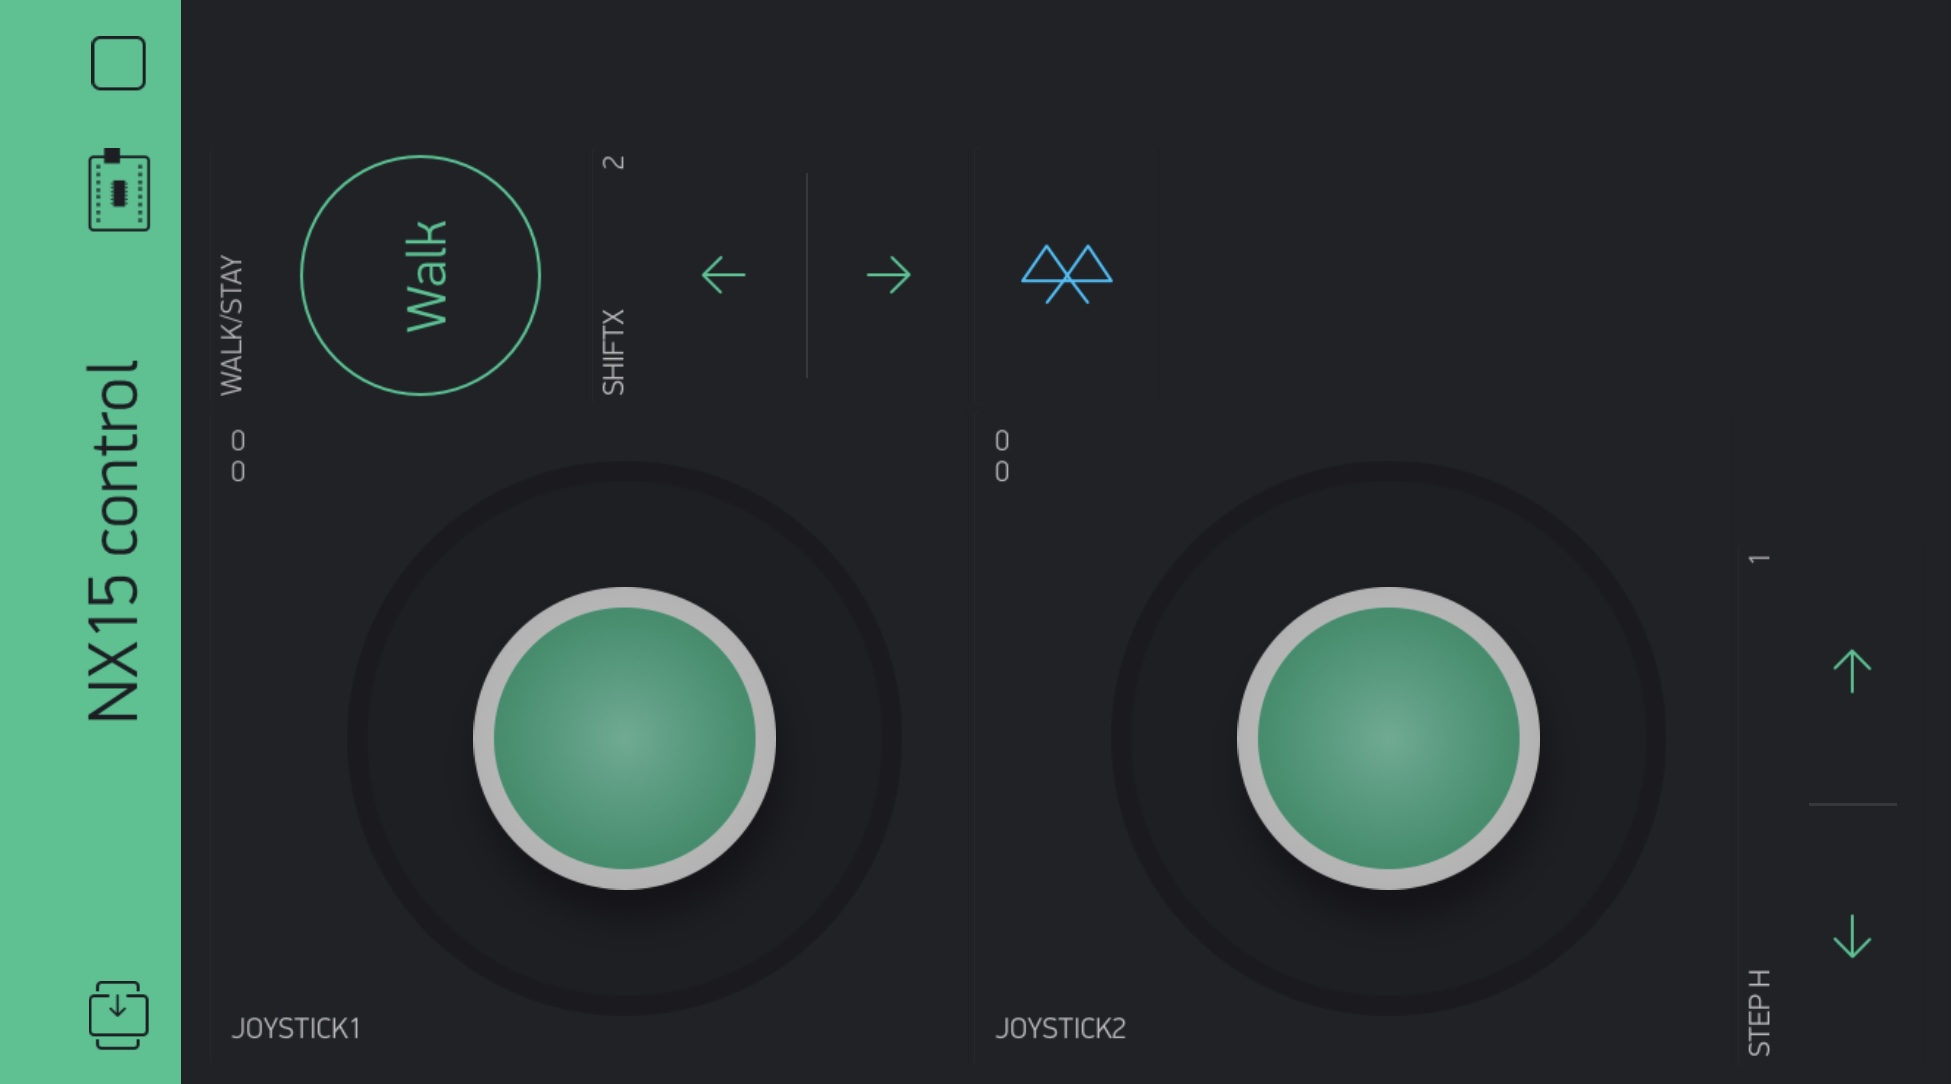 NX15 control
WALK/STAY
Walk
SHIFTX
2
0
0
JOYSTICK1
0
0
JOYSTICK2
STEP H
1